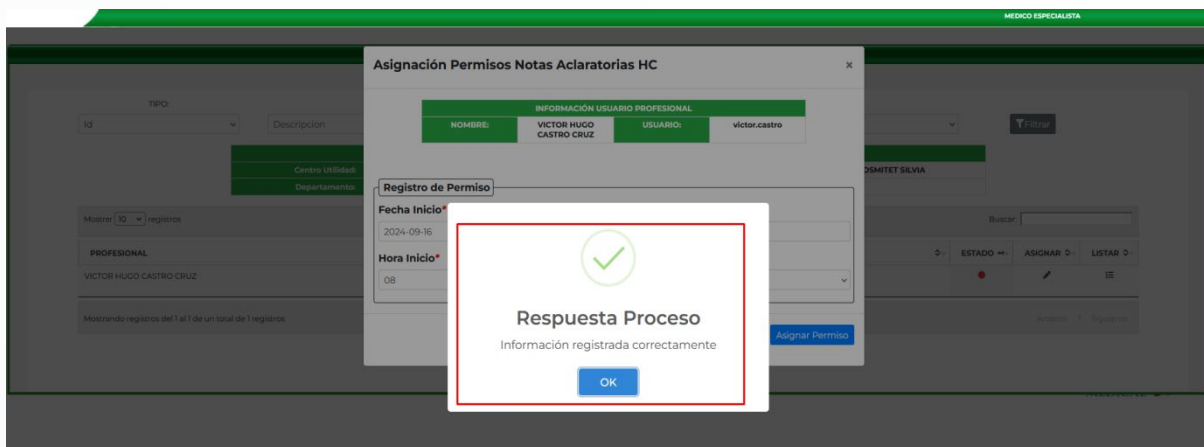 MEDICO ESPECIALISTA
Asignación Permisos Notas Aclaratorias HC ×
TIPO:
Id
Descripcion
Filtrar
INFORMACIÓN USUARIO PROFESIONAL
NOMBRE: VICTOR HUGO CASTRO CRUZ USUARIO: victor.castro
Centro Utilidad: OSMITET SILVIA
Departamento:
Registro de Permiso
Fecha Inicio*
2024-09-16
Hora Inicio*
08
Mostrar 10 registros
Buscar:
PROFESIONAL ESTADO ASIGNAR LISTAR
VICTOR HUGO CASTRO CRUZ
Mostrando registros del 1 al 1 de un total de 1 registros
Anterior 1 Siguiente
Asignar Permiso
Respuesta Proceso
Información registrada correctamente
OK